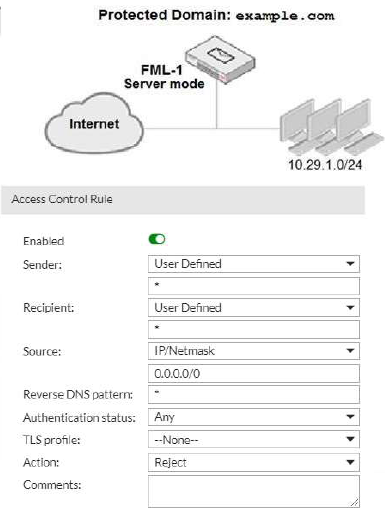 Protected Domain: example.com
FML-1
Server mode
Internet
10.29.1.0/24
Access Control Rule
Enabled
Sender: User Defined
*
Recipient: User Defined
*
Source: IP/Netmask
0.0.0.0/0
Reverse DNS pattern: *
Authentication status: Any
TLS profile: --None--
Action: Reject
Comments: